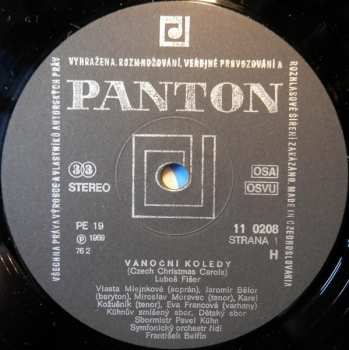 VŠECHNA PRÁVA VÝROBCE A VLASTNÍKŮ AUTORSKÝCH PRÁV
VYHRAŽENA. ROZMNOŽOVÁNÍ, VEŘEJNÉ PROVOZOVÁNÍ A
ROZHLASOVÉ ŠÍŘENÍ ZAKÁZÁNO. MADE IN CZECHOSLOVAKIA
PANTON
33
STEREO
OSA
OSVU
PE 19
℗ 1969
76 2
11 0208
STRANA 1
H
VÁNOČNÍ KOLEDY
(Czech Christmas Carols)
Luboš Fišer
Vlasta Mlejnková (soprán), Jaromír Bělor
(baryton), Miroslav Moravec (tenor), Karel
Kožušník (tenor), Eva Francová (varhany)
Kühnův smíšený sbor, Dětský sbor
Sbormistr Pavel Kühn
Symfonický orchestr řídí
František Belfín